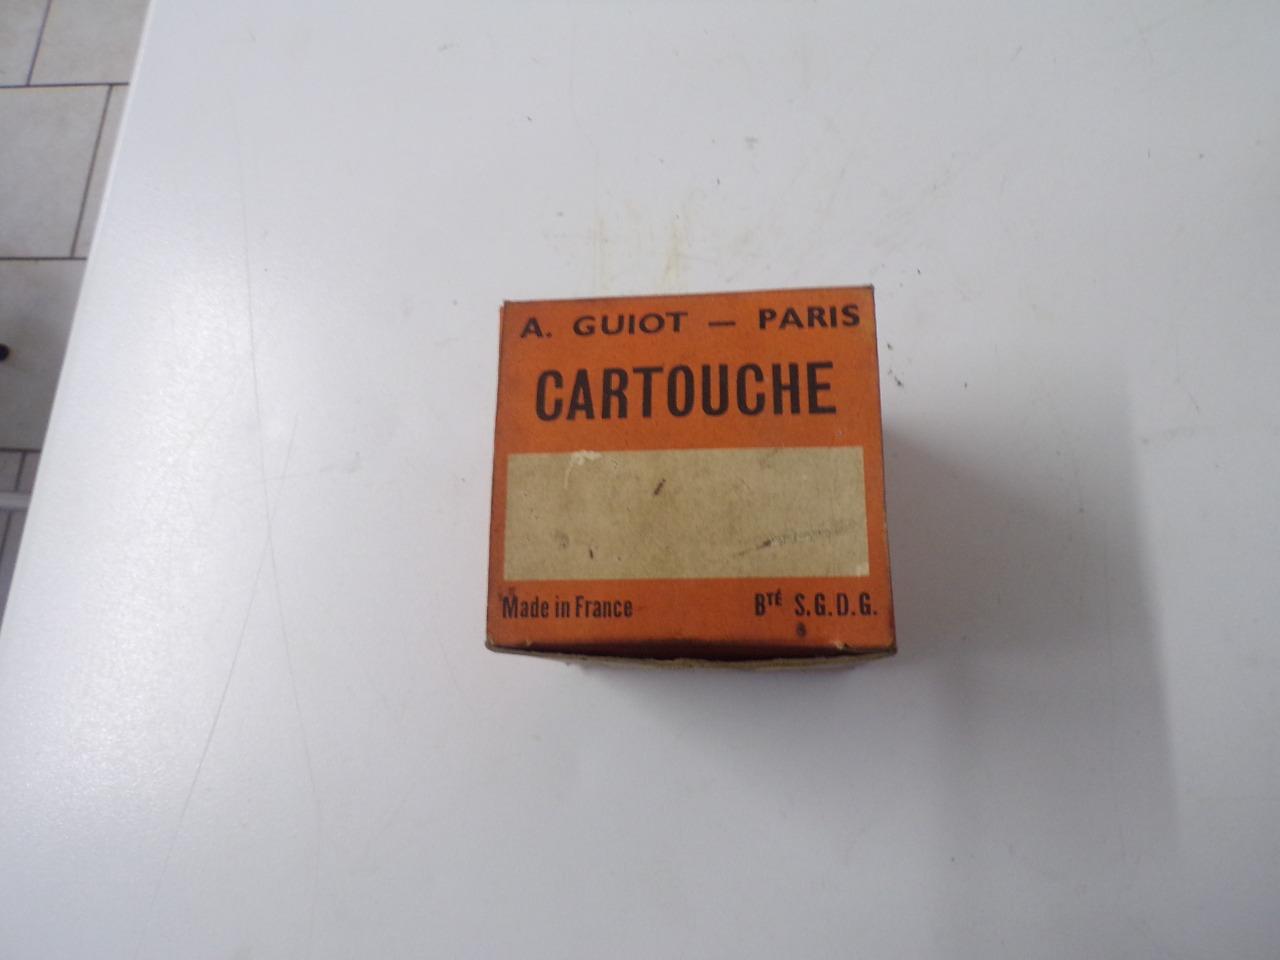 A. GUIOT — PARIS
CARTOUCHE
Made in France Bᵀᴱ́ S.G.D.G.